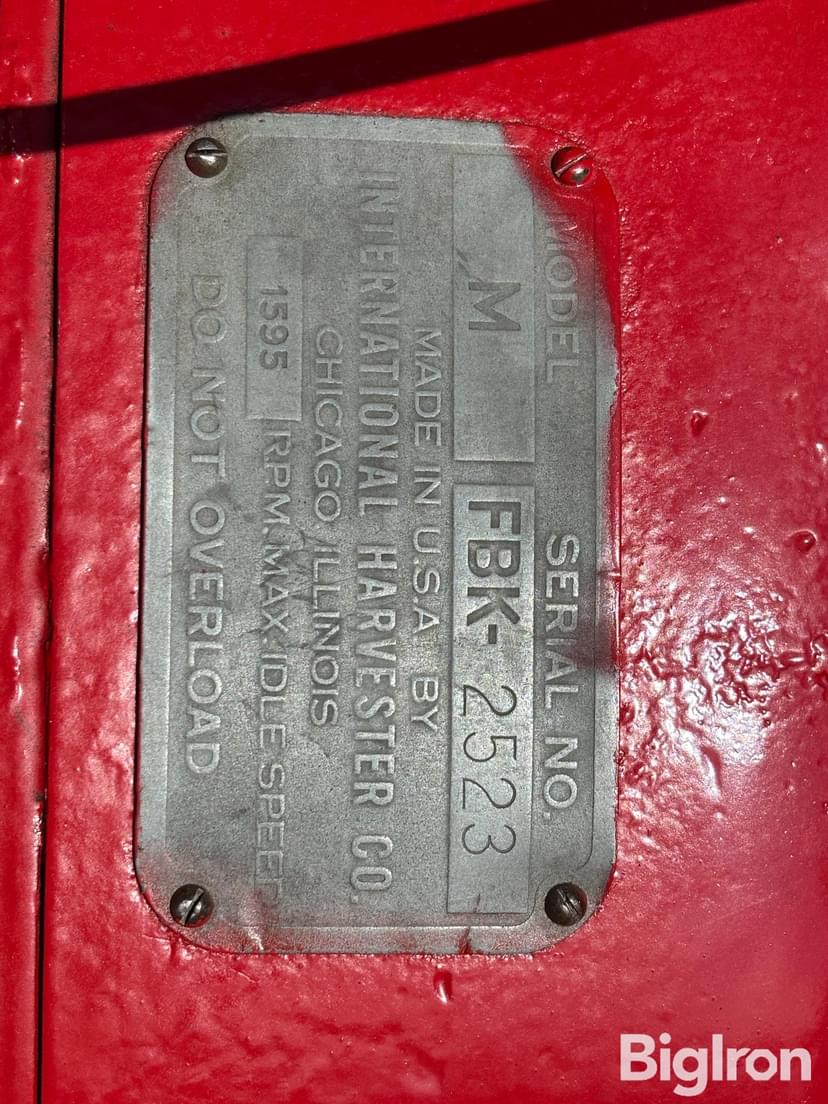 MODEL SERIAL NO.
M FBK- 2523
MADE IN U.S.A BY
INTERNATIONAL HARVESTER CO.
CHICAGO, ILLINOIS
1595 RPM. MAX. IDLE SPEED
DO NOT OVERLOAD
BigIron